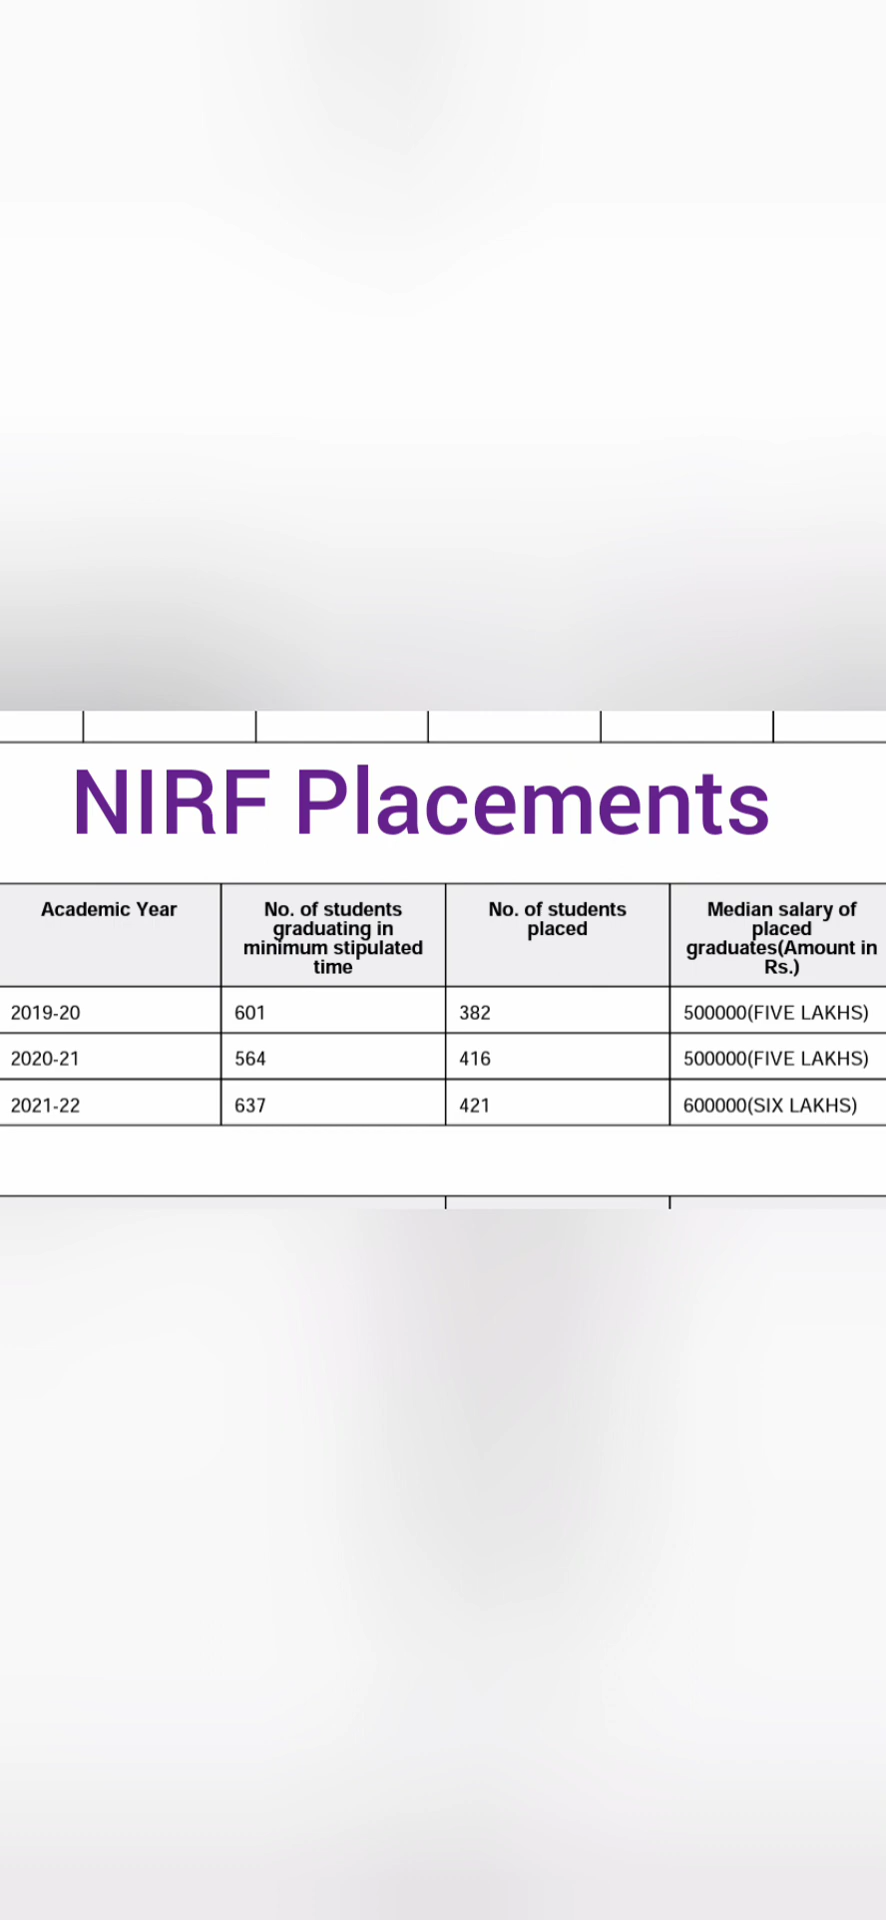 NIRF Placements
Academic Year
No. of students
graduating in
minimum stipulated
time
No. of students
placed
Median salary of
placed
graduates(Amount in
Rs.)
2019-20 601 382 500000(FIVE LAKHS)
2020-21 564 416 500000(FIVE LAKHS)
2021-22 637 421 600000(SIX LAKHS)